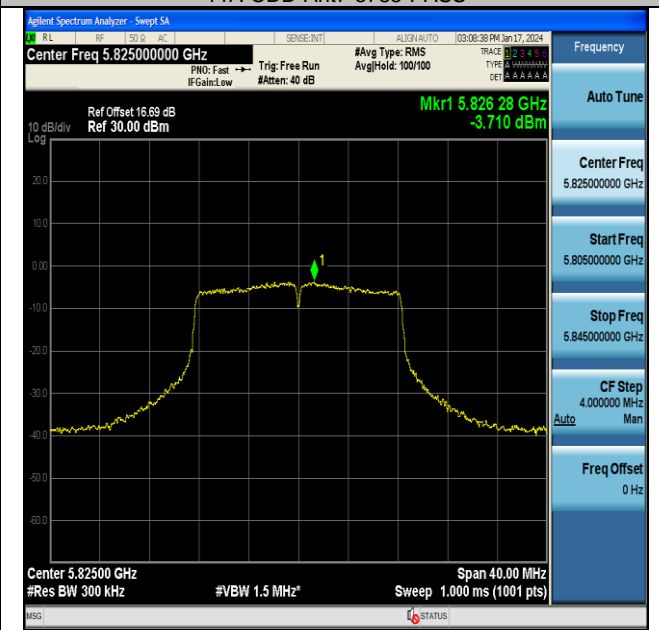 Agilent Spectrum Analyzer - Swept SA
RL RF 50 Ω AC SENSE:INT ALIGN AUTO 03:08:38 PM Jan 17, 2024
Center Freq 5.825000000 GHz #Avg Type: RMS TRACE 1 2 3 4 5 6
PNO: Fast Trig: Free Run Avg|Hold: 100/100 TYPE A WWWWW
IFGain:Low #Atten: 40 dB DET A A A A A A
Frequency
Mkr1 5.826 28 GHz
-3.710 dBm
Ref Offset 16.69 dB
10 dB/div Ref 30.00 dBm
Log
20.0
10.0
0.00
-10.0
-20.0
-30.0
-40.0
-50.0
-60.0
1
Center 5.82500 GHz Span 40.00 MHz
#Res BW 300 kHz #VBW 1.5 MHz* Sweep 1.000 ms (1001 pts)
MSG STATUS
Auto Tune
Center Freq
5.825000000 GHz
Start Freq
5.805000000 GHz
Stop Freq
5.845000000 GHz
CF Step
4.000000 MHz
Auto Man
Freq Offset
0 Hz